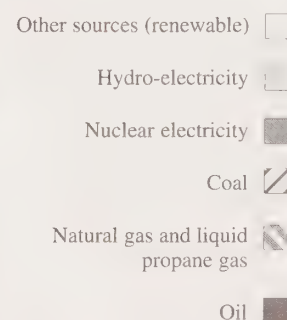 Other sources (renewable)
Hydro-electricity
Nuclear electricity
Coal
Natural gas and liquid
propane gas
Oil